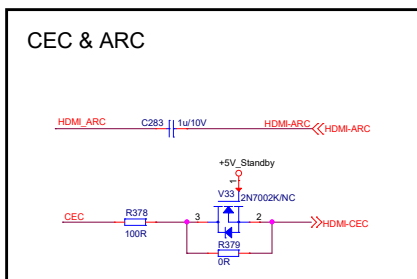 CEC & ARC
HDMI_ARC C283 1u/10V HDMI-ARC HDMI-ARC
+5V_Standby
1
V33 2N7002K/NC
CEC R378 3 2 HDMI-CEC
100R
R379
0R